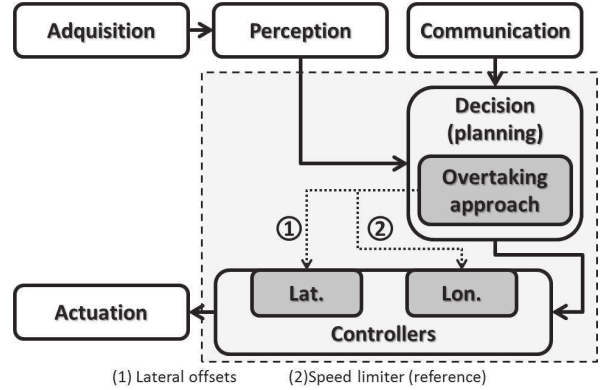 Adquisition
Perception
Communication
Decision
(planning)
Overtaking
approach
①
②
Lat.
Lon.
Actuation
Controllers
(1) Lateral offsets
(2)Speed limiter (reference)